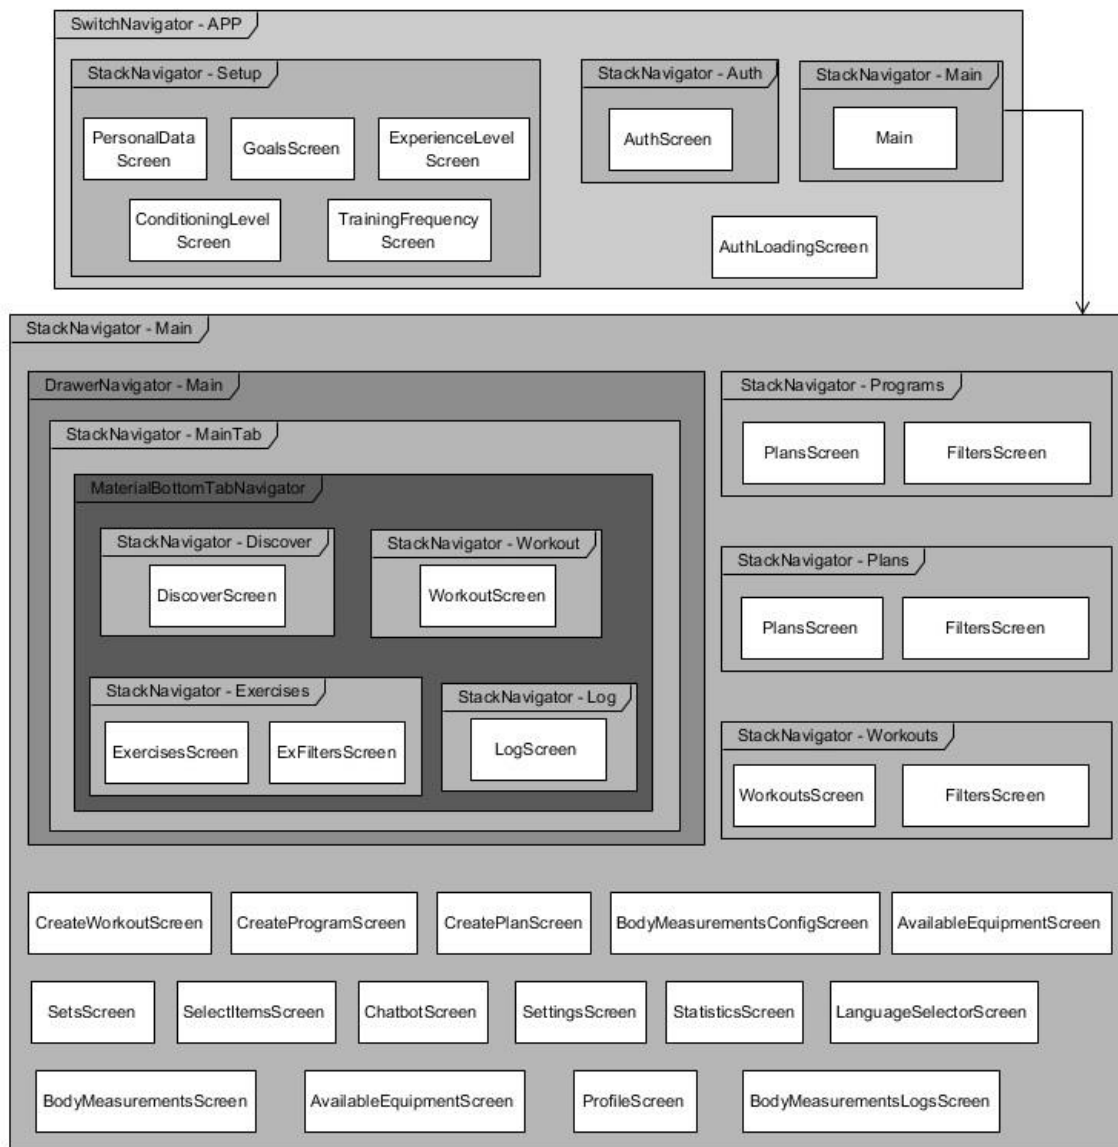 SwitchNavigator - APP
StackNavigator - Setup
PersonalData
Screen
GoalsScreen
ExperienceLevel
Screen
ConditioningLevel
Screen
TrainingFrequency
Screen
StackNavigator - Auth
AuthScreen
StackNavigator - Main
Main
AuthLoadingScreen
StackNavigator - Main
DrawerNavigator - Main
StackNavigator - MainTab
MaterialBottomTabNavigator
StackNavigator - Discover
DiscoverScreen
StackNavigator - Workout
WorkoutScreen
StackNavigator - Exercises
ExercisesScreen
ExFiltersScreen
StackNavigator - Log
LogScreen
StackNavigator - Programs
PlansScreen
FiltersScreen
StackNavigator - Plans
PlansScreen
FiltersScreen
StackNavigator - Workouts
WorkoutsScreen
FiltersScreen
CreateWorkoutScreen
CreateProgramScreen
CreatePlanScreen
BodyMeasurementsConfigScreen
AvailableEquipmentScreen
SetsScreen
SelectItemsScreen
ChatbotScreen
SettingsScreen
StatisticsScreen
LanguageSelectorScreen
BodyMeasurementsScreen
AvailableEquipmentScreen
ProfileScreen
BodyMeasurementsLogsScreen